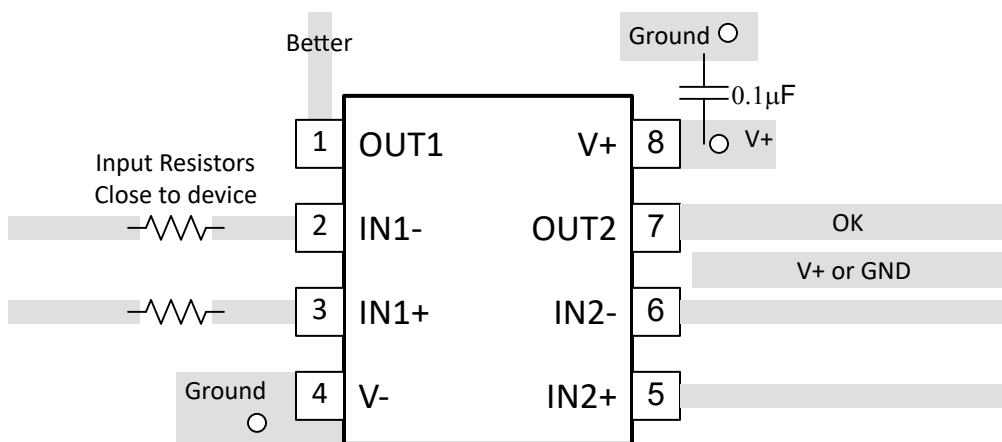 Better
Ground
0.1μF
1
OUT1
V+
8
V+
Input Resistors
Close to device
2
IN1-
OUT2
7
OK
V+ or GND
3
IN1+
IN2-
6
Ground
4
V-
IN2+
5